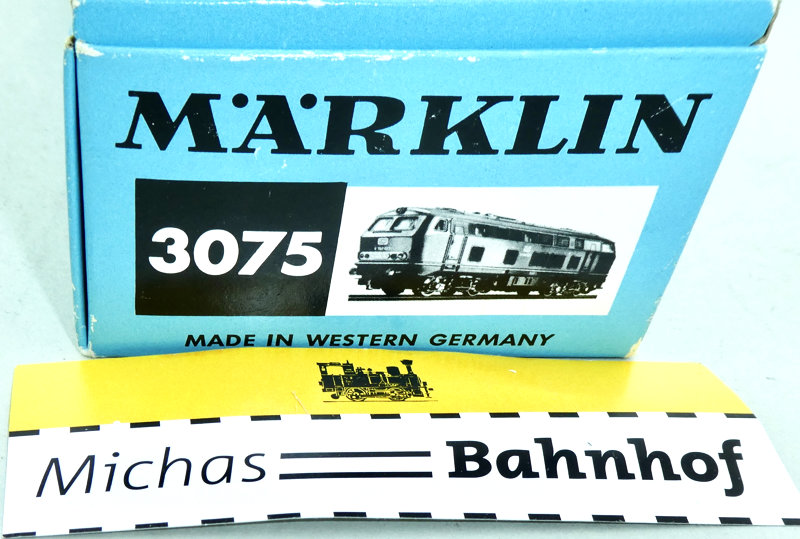 MÄRKLIN
3075
MADE IN WESTERN GERMANY
Michas Bahnhof